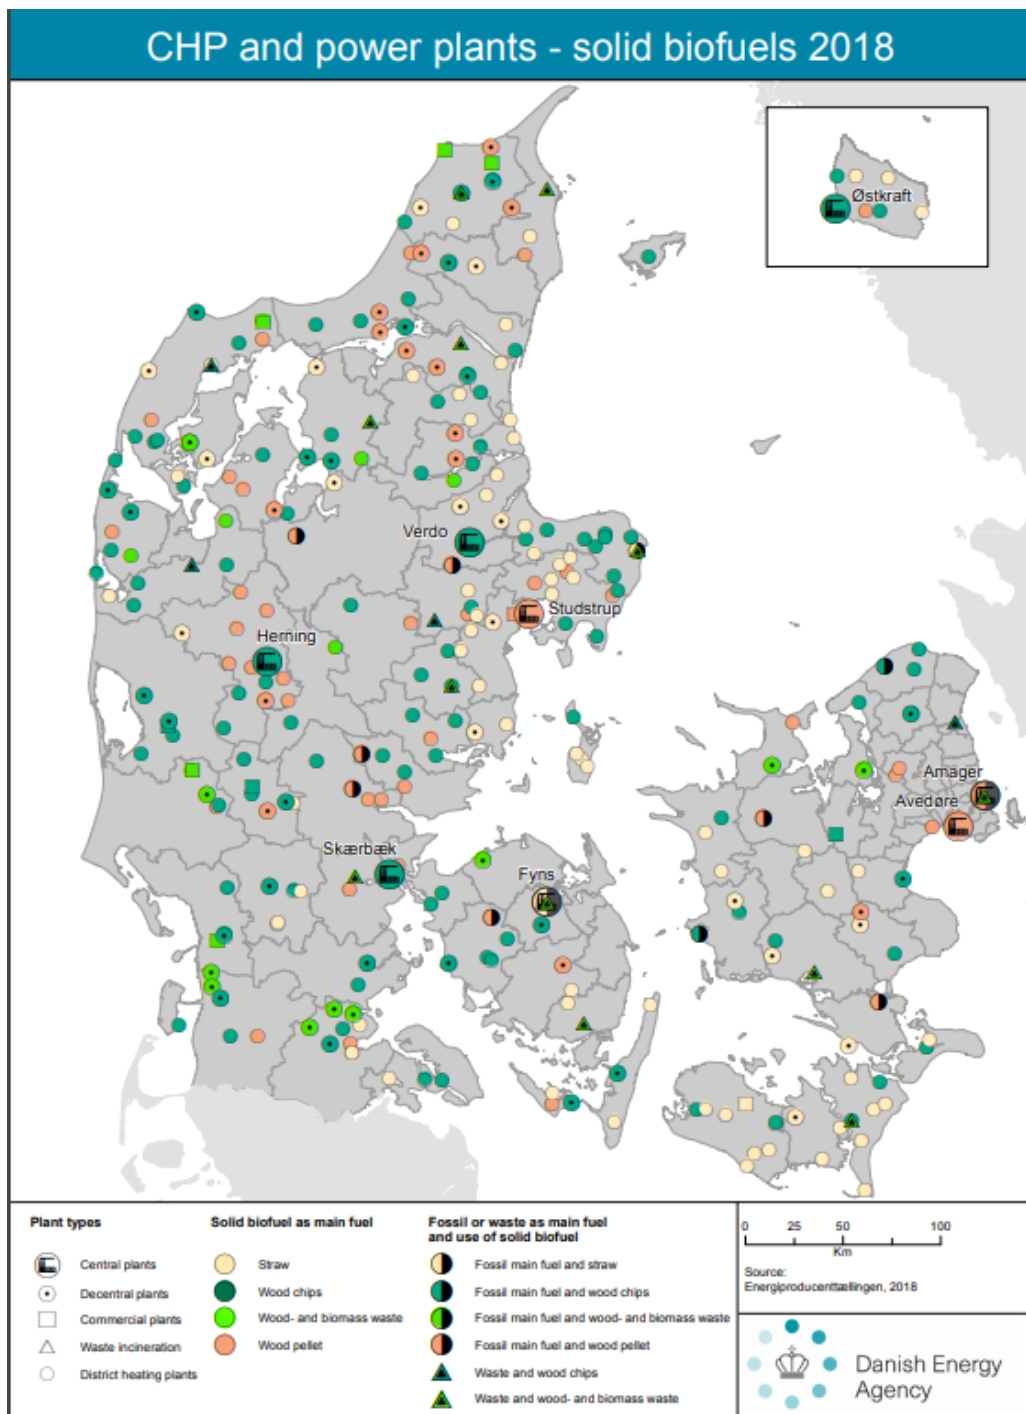 CHP and power plants - solid biofuels 2018
Østkraft
Verdo
Studstrup
Herning
Amager
Avedøre
Skærbæk
Fyns
Plant types
Central plants
Decentral plants
Commercial plants
Waste incineration
District heating plants
Solid biofuel as main fuel
Straw
Wood chips
Wood- and biomass waste
Wood pellet
Fossil or waste as main fuel
and use of solid biofuel
Fossil main fuel and straw
Fossil main fuel and wood chips
Fossil main fuel and wood- and biomass waste
Fossil main fuel and wood pellet
Waste and wood chips
Waste and wood- and biomass waste
0 25 50 100
Km
Source:
Energiproducenttællingen, 2018
Danish Energy
Agency